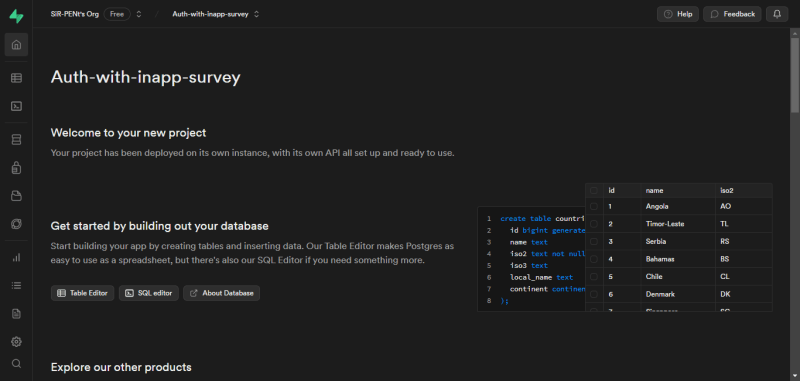 SIR-PENt's Org Free / Auth-with-inapp-survey Help Feedback
Auth-with-inapp-survey
Welcome to your new project
Your project has been deployed on its own instance, with its own API all set up and ready to use.
Get started by building out your database
Start building your app by creating tables and inserting data. Our Table Editor makes Postgres as
easy to use as a spreadsheet, but there's also our SQL Editor if you need something more.
Table Editor SQL editor About Database
1 create table countri
2 id bigint generate
3 name text
4 iso2 text not null
5 iso3 text
6 local_name text
7 continent continen
8 );
id name iso2
1 Angola AO
2 Timor-Leste TL
3 Serbia RS
4 Bahamas BS
5 Chile CL
6 Denmark DK
Explore our other products